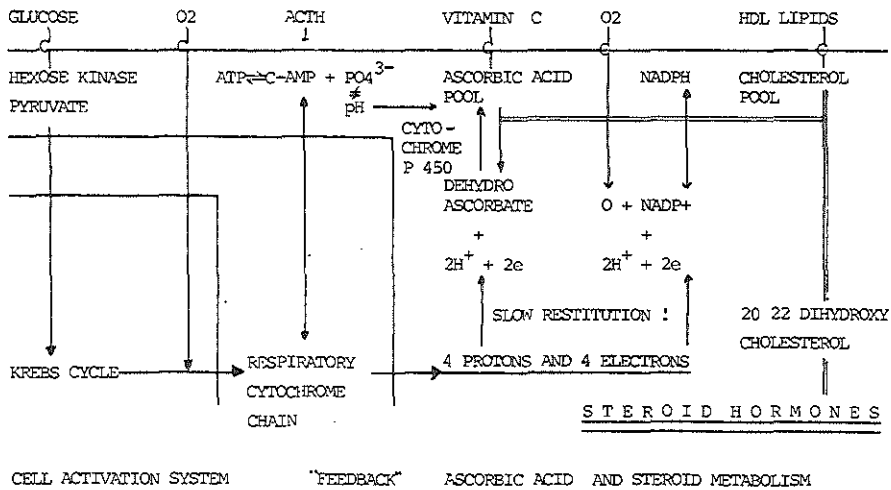 GLUCOSE O2 ACTH VITAMIN C O2 HDL LIPIDS
HEXOSE KINASE ATP⇌C-AMP + PO4 3- ASCORBIC ACID NADPH CHOLESTEROL
PYRUVATE ≠ POOL POOL
pH
CYTO-
CHROME
P 450
DEHYDRO
ASCORBATE O + NADP+
+ +
2H+ + 2e 2H+ + 2e
SLOW RESTITUTION ! 20 22 DIHYDROXY
CHOLESTEROL
KREBS CYCLE RESPIRATORY 4 PROTONS AND 4 ELECTRONS
CYTOCHROME
CHAIN
STEROID HORMONES
CELL ACTIVATION SYSTEM "FEEDBACK" ASCORBIC ACID AND STEROID METABOLISM